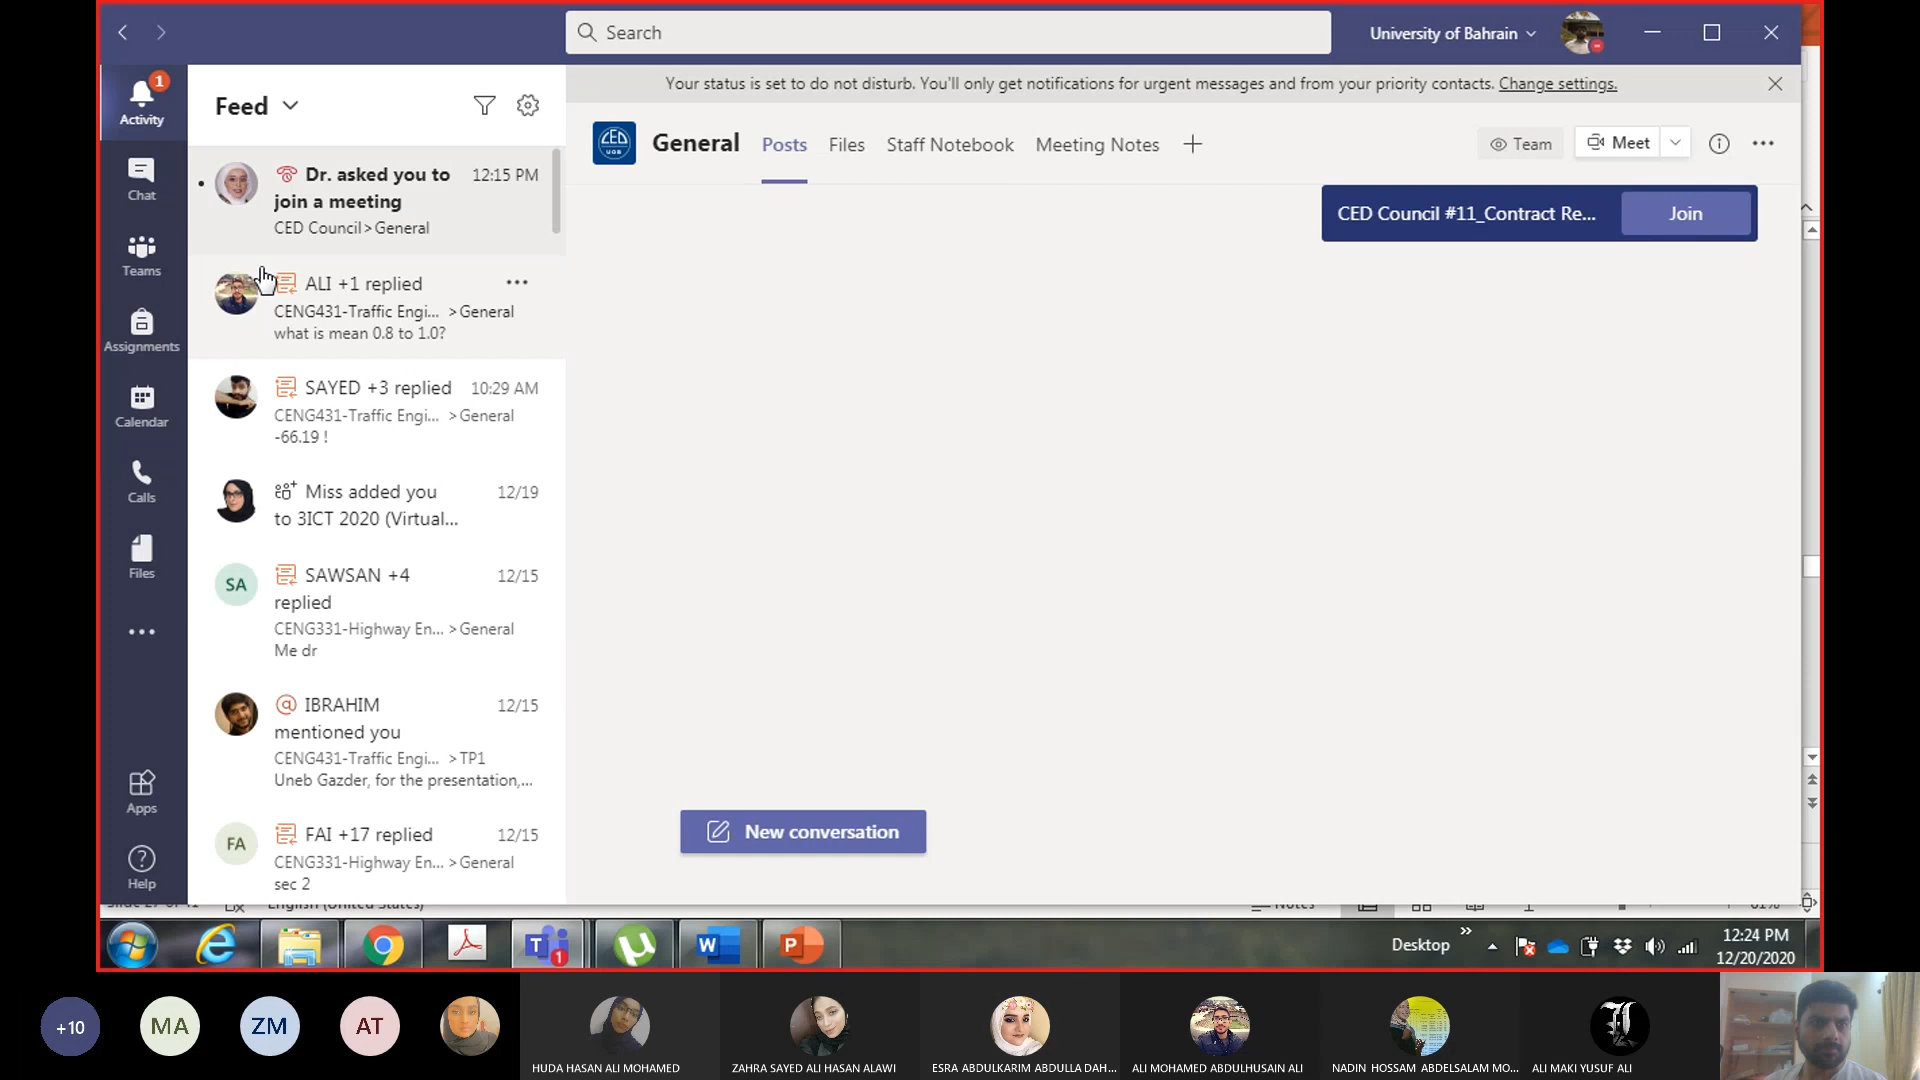 Search
University of Bahrain
Your status is set to do not disturb. You'll only get notifications for urgent messages and from your priority contacts. Change settings.
1
Activity
Chat
Teams
Assignments
Calendar
Calls
Files
Apps
Help
Feed
Dr. asked you to join a meeting 12:15 PM
CED Council > General
ALI +1 replied
CENG431-Traffic Engi... > General
what is mean 0.8 to 1.0?
SAYED +3 replied 10:29 AM
CENG431-Traffic Engi... > General
-66.19 !
Miss added you 12/19
to 3ICT 2020 (Virtual...
SA
SAWSAN +4 12/15
replied
CENG331-Highway En... > General
Me dr
IBRAHIM 12/15
mentioned you
CENG431-Traffic Engi... > TP1
Uneb Gazder, for the presentation,...
FA
FAI +17 replied 12/15
CENG331-Highway En... > General
sec 2
CED
UOB
General Posts Files Staff Notebook Meeting Notes
Team Meet
CED Council #11_Contract Re... Join
New conversation
English (United States)
Notes
1
Desktop
12:24 PM
12/20/2020
+10 MA ZM AT
HUDA HASAN ALI MOHAMED
ZAHRA SAYED ALI HASAN ALAWI
ESRA ABDULKARIM ABDULLA DAH...
ALI MOHAMED ABDULHUSAIN ALI
NADIN HOSSAM ABDELSALAM MO...
ALI MAKI YUSUF ALI